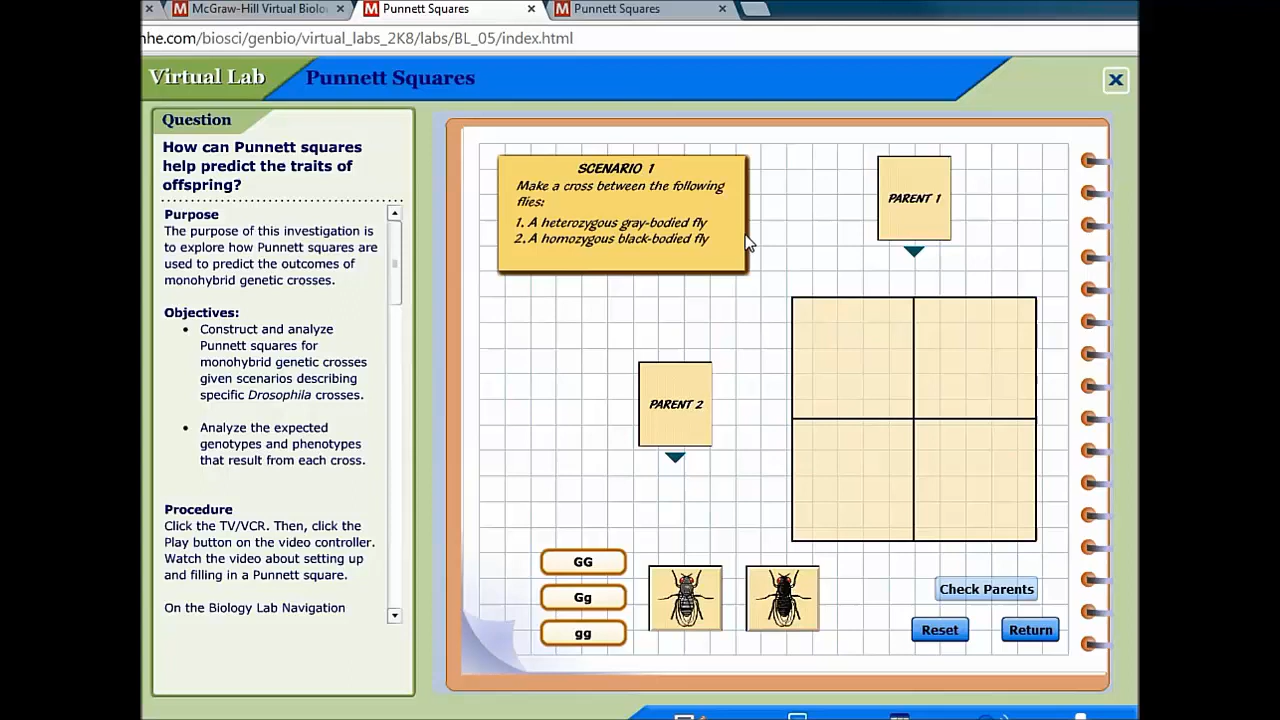 McGraw-Hill Virtual Biolo
Punnett Squares
Punnett Squares
nhe.com/biosci/genbio/virtual_labs_2K8/labs/BL_05/index.html
Virtual Lab
Punnett Squares
Question
How can Punnett squares
help predict the traits of
offspring?
Purpose
The purpose of this investigation is
to explore how Punnett squares are
used to predict the outcomes of
monohybrid genetic crosses.
Objectives:
• Construct and analyze
Punnett squares for
monohybrid genetic crosses
given scenarios describing
specific Drosophila crosses.
• Analyze the expected
genotypes and phenotypes
that result from each cross.
Procedure
Click the TV/VCR. Then, click the
Play button on the video controller.
Watch the video about setting up
and filling in a Punnett square.
On the Biology Lab Navigation
SCENARIO 1
Make a cross between the following
flies:
1. A heterozygous gray-bodied fly
2. A homozygous black-bodied fly
PARENT 1
PARENT 2
GG
Gg
gg
Check Parents
Reset
Return